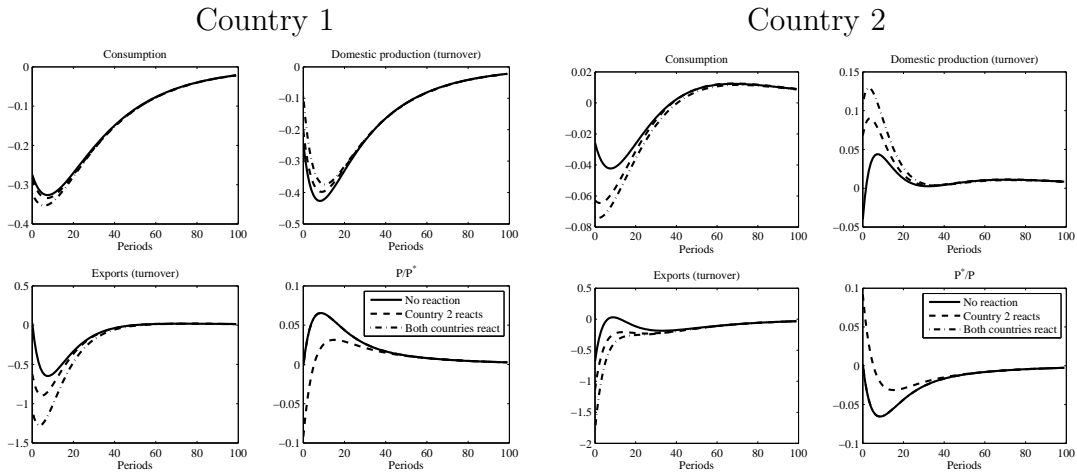 Country 1
Country 2
Consumption
0
−0.1
−0.2
−0.3
−0.4
0 20 40 60 80 100
Periods
Domestic production (turnover)
0
−0.1
−0.2
−0.3
−0.4
−0.5
0 20 40 60 80 100
Periods
Exports (turnover)
0.5
0
−0.5
−1
−1.5
0 20 40 60 80 100
Periods
P/P*
0.1
0.05
0
−0.05
−0.1
0 20 40 60 80 100
Periods
No reaction
Country 2 reacts
Both countries react
Consumption
0.02
0
−0.02
−0.04
−0.06
−0.08
0 20 40 60 80 100
Periods
Domestic production (turnover)
0.15
0.1
0.05
0
−0.05
0 20 40 60 80 100
Periods
Exports (turnover)
0.5
0
−0.5
−1
−1.5
−2
0 20 40 60 80 100
Periods
P*/P
0.1
0.05
0
−0.05
−0.1
0 20 40 60 80 100
Periods
No reaction
Country 2 reacts
Both countries react